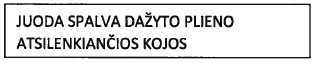 JUODA SPALVA DAŽYTO PLIENO
ATSILENKIANČIOS KOJOS